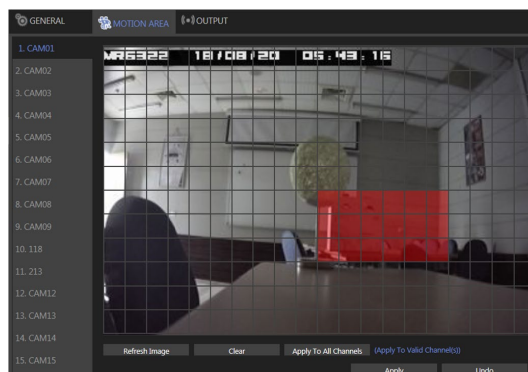 GENERAL
MOTION AREA
OUTPUT
1. CAM01
2. CAM02
3. CAM03
4. CAM04
5. CAM05
6. CAM06
7. CAM07
8. CAM08
9. CAM09
10. 118
11. 213
12. CAM12
13. CAM13
14. CAM14
15. CAM15
MR6322 18/08/20 05:43:16
Refresh Image
Clear
Apply To All Channels
(Apply To Valid Channel(s))
Apply
Undo